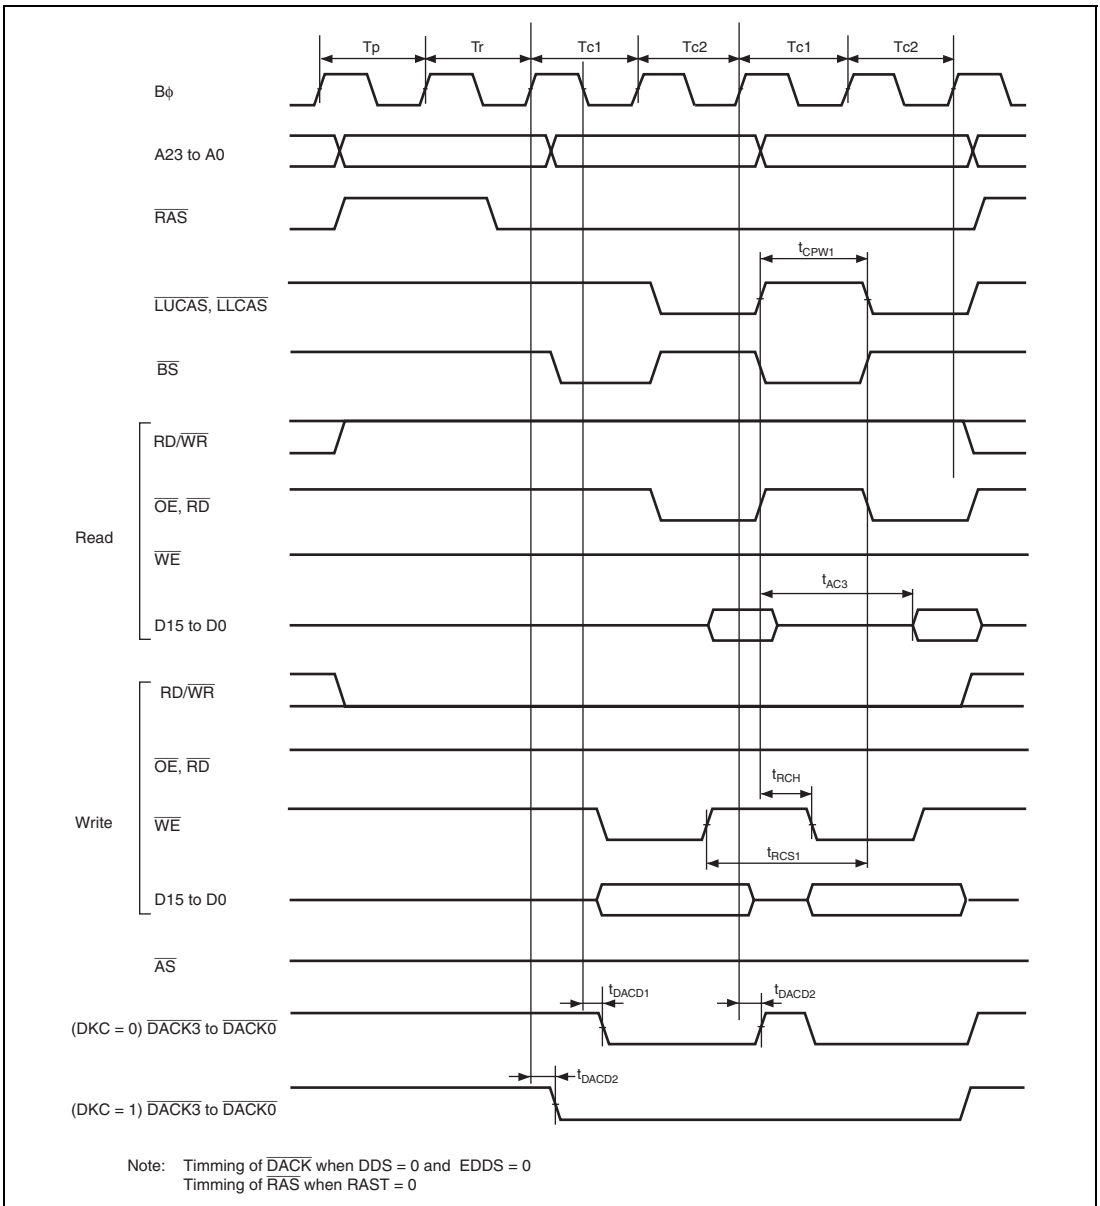 Tp Tr Tc1 Tc2 Tc1 Tc2
Bϕ
A23 to A0
RAS
tCPW1
LUCAS, LLCAS
BS
Read
RD/WR
OE, RD
WE
tAC3
D15 to D0
Write
RD/WR
OE, RD
tRCH
WE
tRCS1
D15 to D0
AS
tDACD1 tDACD2
(DKC = 0) DACK3 to DACK0
tDACD2
(DKC = 1) DACK3 to DACK0
Note: Timming of DACK when DDS = 0 and EDDS = 0
Timming of RAS when RAST = 0